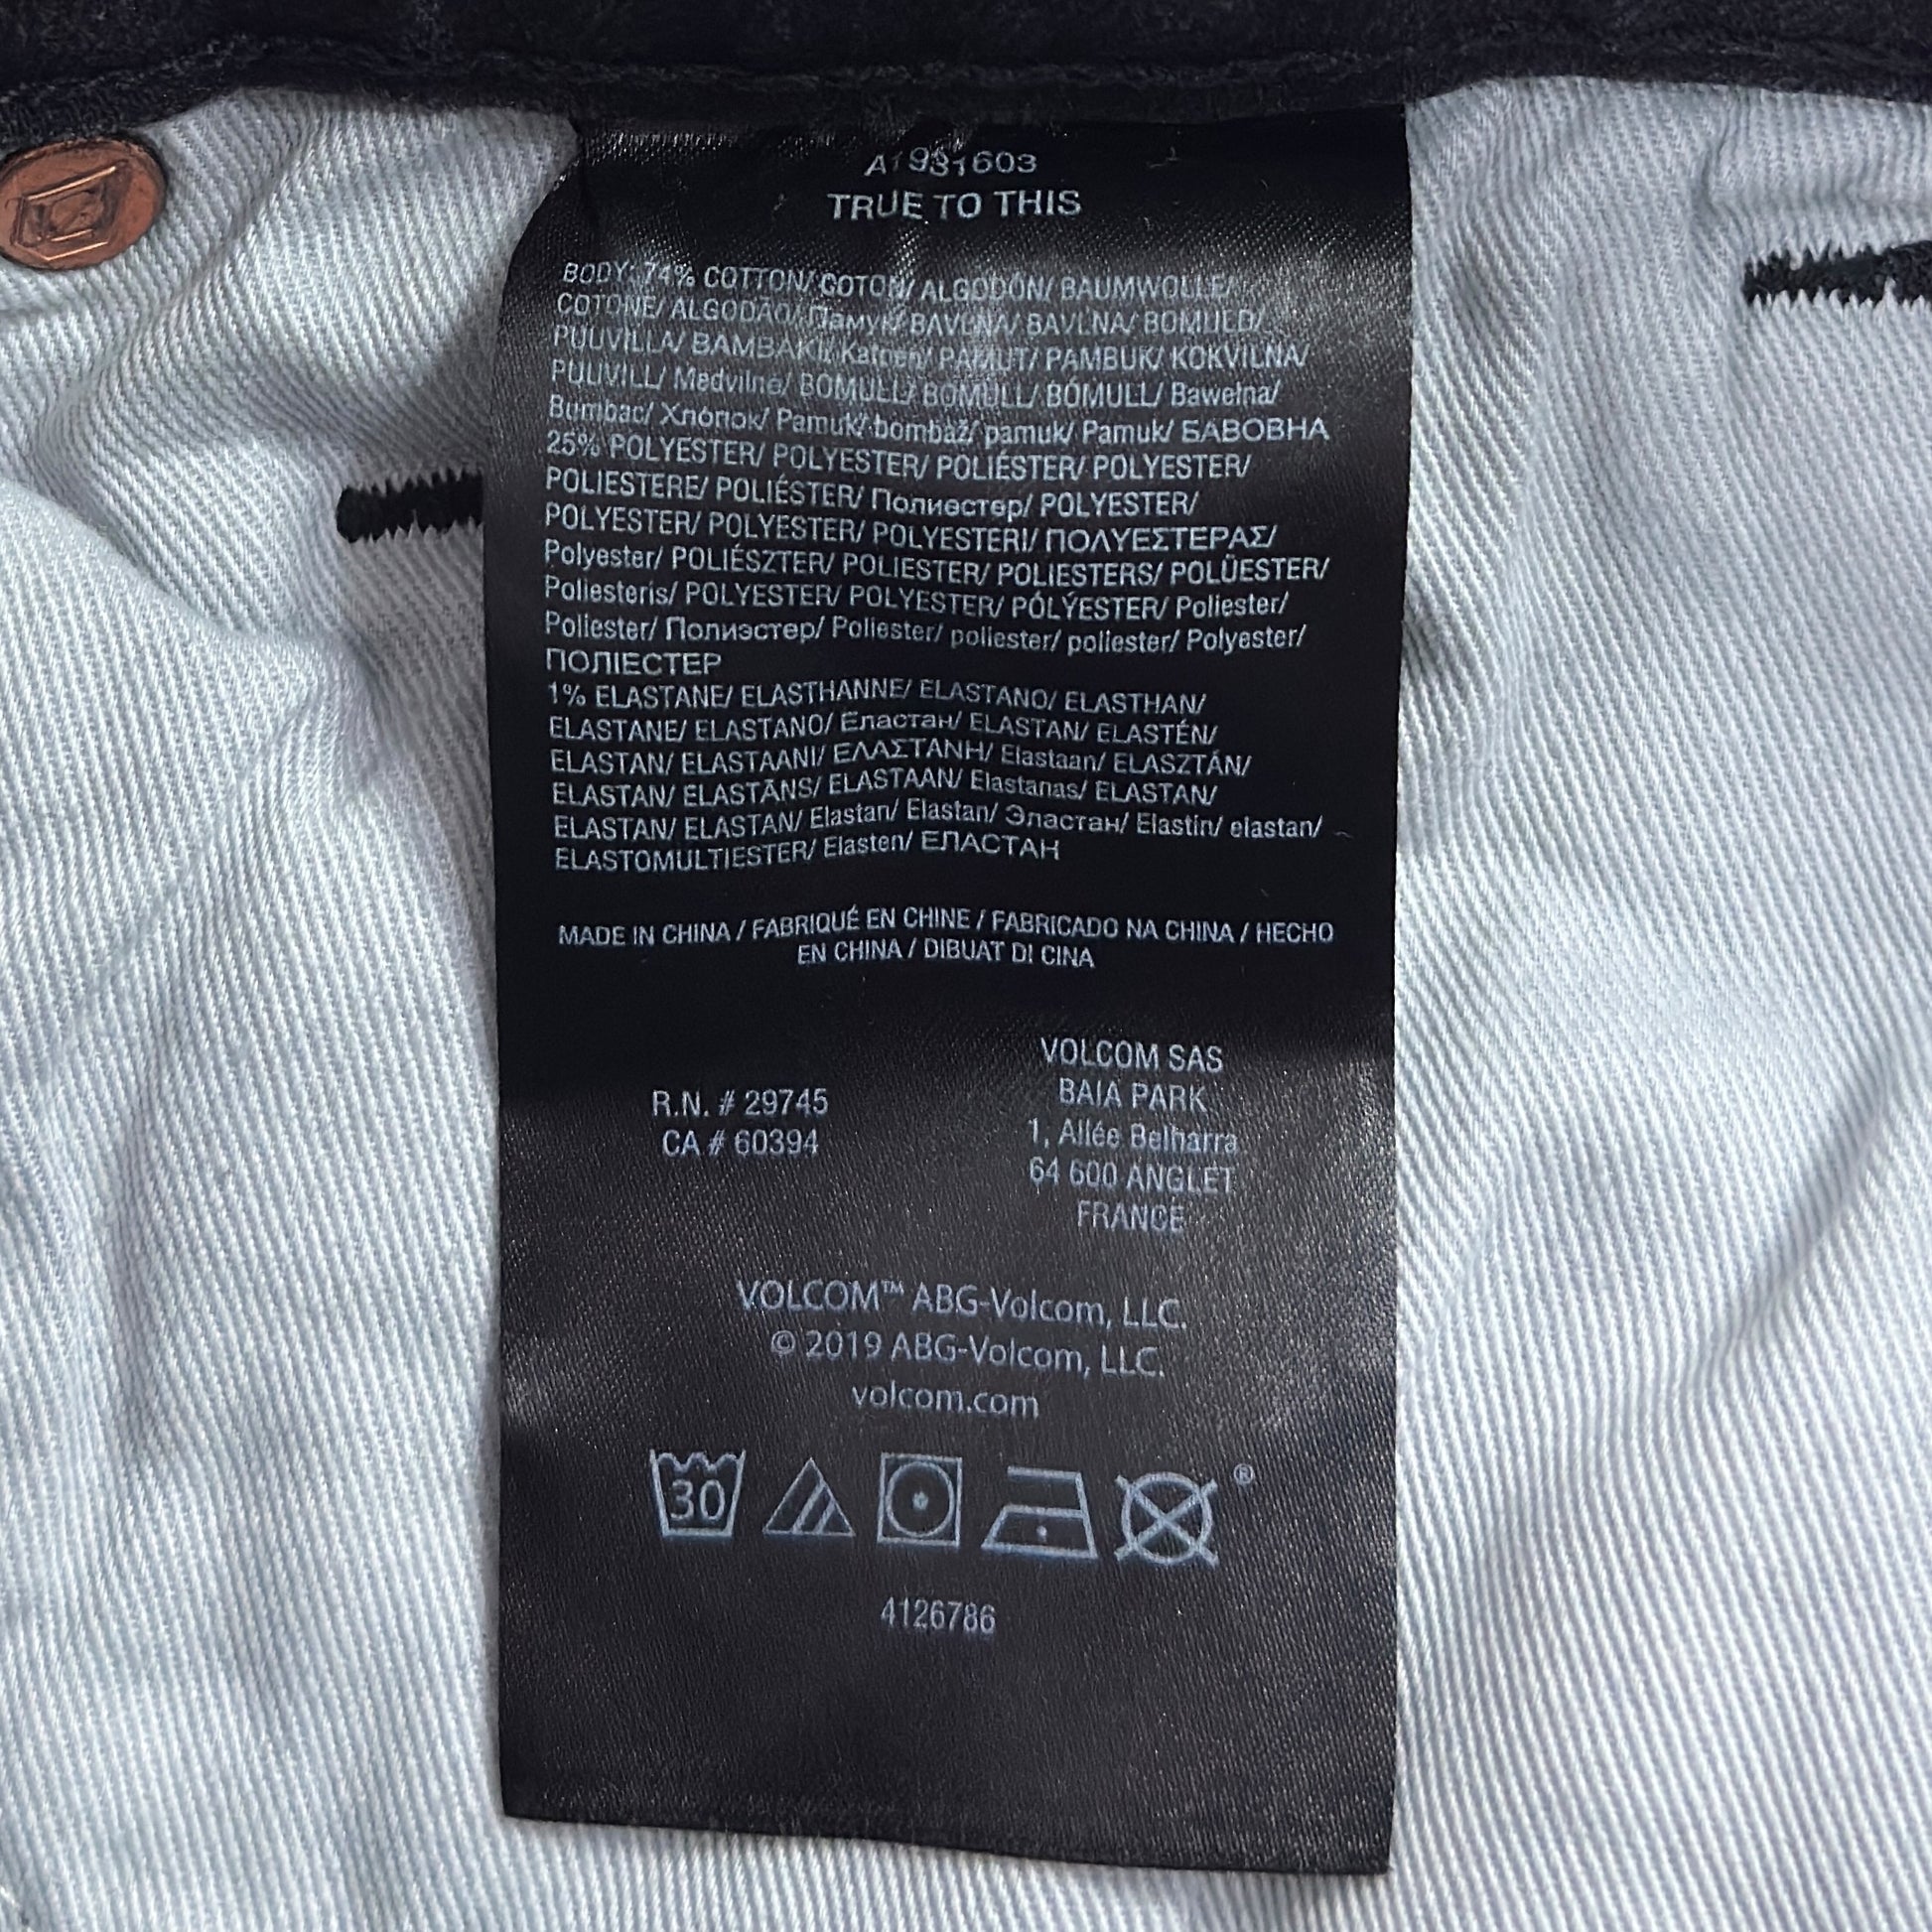 A1931603
TRUE TO THIS
BODY: 74% COTTON/ COTON/ ALGODÓN/ BAUMWOLLE/
COTONE/ ALGODÃO/ Памук/ BAVLNA/ BAVLNA/ BOMULD/
PUUVILLA/ BAMBAKI/ Katoen/ PAMUT/ PAMBUK/ KOKVILNA/
PUUVILL/ Medvilne/ BOMULL/ BOMULL/ BÓMULL/ Bawełna/
Bumbac/ Хлопок/ Pamuk/ bombaž/ pamuk/ Pamuk/ БАВОВНА
25% POLYESTER/ POLYESTER/ POLIÉSTER/ POLYESTER/
POLIESTERE/ POLIÉSTER/ Полиестер/ POLYESTER/
POLYESTER/ POLYESTER/ POLYESTERI/ ΠΟΛΥΕΣΤΕΡΑΣ/
Polyester/ POLIÉSZTER/ POLIESTER/ POLIESTERS/ POLÜESTER/
Poliesteris/ POLYESTER/ POLYESTER/ PÓLÝESTER/ Poliester/
Poliester/ Полиэстер/ Poliester/ poliester/ poliester/ Polyester/
ПОЛІЕСТЕР
1% ELASTANE/ ELASTHANNE/ ELASTANO/ ELASTHAN/
ELASTANE/ ELASTANO/ Еластан/ ELASTAN/ ELASTÉN/
ELASTAN/ ELASTAANI/ ΕΛΑΣΤΑΝΗ/ Elastaan/ ELASZTÁN/
ELASTAN/ ELASTĀNS/ ELASTAAN/ Elastanas/ ELASTAN/
ELASTAN/ ELASTAN/ Elastan/ Elastan/ Эластан/ Elastin/ elastan/
ELASTOMULTIESTER/ Elasten/ ЕЛАСТАН
MADE IN CHINA / FABRIQUÉ EN CHINE / FABRICADO NA CHINA / HECHO
EN CHINA / DIBUAT DI CINA
R.N. # 29745
CA # 60394
VOLCOM SAS
BAIA PARK
1, Allée Belharra
64 600 ANGLET
FRANCE
VOLCOM™ ABG-Volcom, LLC.
© 2019 ABG-Volcom, LLC.
volcom.com
30
®
4126786